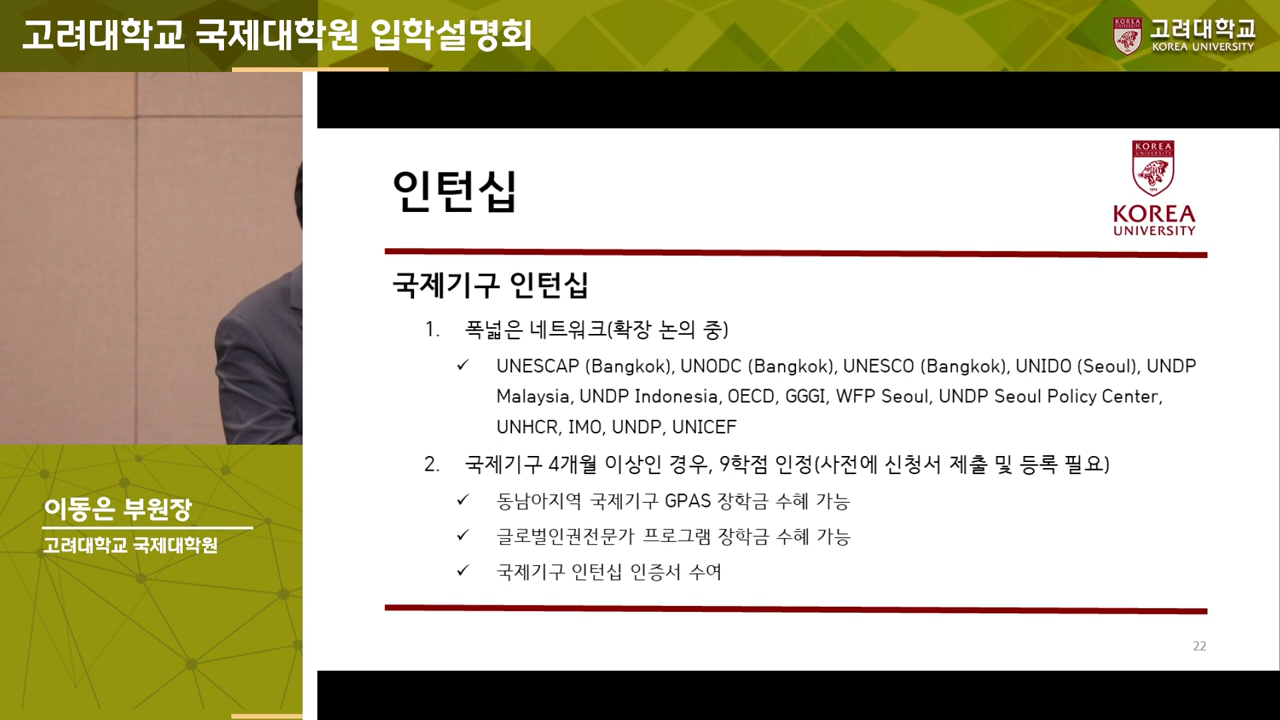 고려대학교 국제대학원 입학설명회
KOREA UNIVERSITY
고려대학교
KOREA UNIVERSITY
인턴십
KOREA
UNIVERSITY
KOREA
UNIVERSITY
국제기구 인턴십
1. 폭넓은 네트워크(확장 논의 중)
✓ UNESCAP (Bangkok), UNODC (Bangkok), UNESCO (Bangkok), UNIDO (Seoul), UNDP
Malaysia, UNDP Indonesia, OECD, GGGI, WFP Seoul, UNDP Seoul Policy Center,
UNHCR, IMO, UNDP, UNICEF
2. 국제기구 4개월 이상인 경우, 9학점 인정(사전에 신청서 제출 및 등록 필요)
✓ 동남아지역 국제기구 GPAS 장학금 수혜 가능
✓ 글로벌인권전문가 프로그램 장학금 수혜 가능
✓ 국제기구 인턴십 인증서 수여
22
이동은 부원장
고려대학교 국제대학원